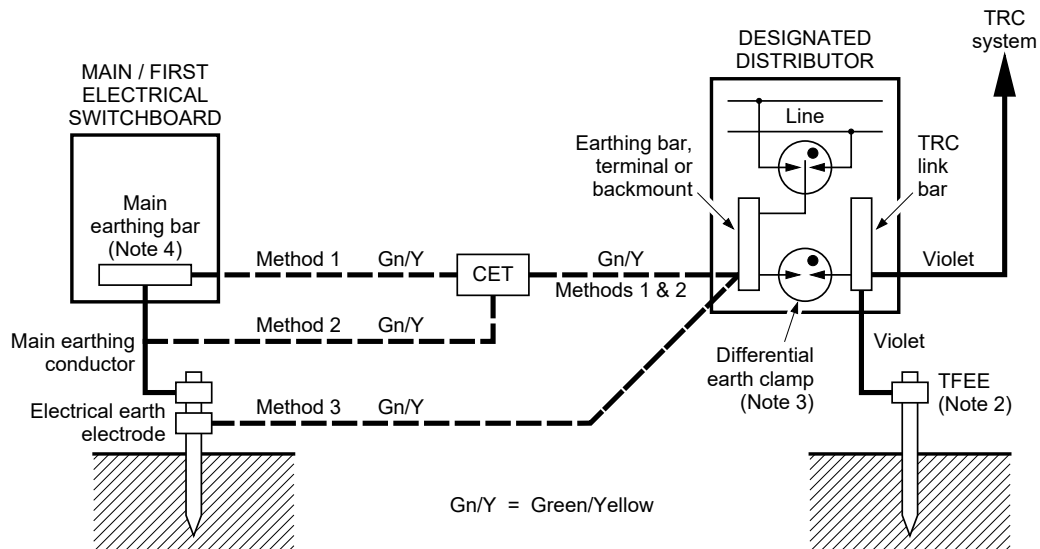 TRC
system
DESIGNATED
DISTRIBUTOR
MAIN / FIRST
ELECTRICAL
SWITCHBOARD
Line
Earthing bar,
terminal or
backmount
TRC
link
bar
Main
earthing bar
(Note 4)
Method 1 Gn/Y
CET
Gn/Y
Methods 1 & 2
Violet
Method 2 Gn/Y
Main earthing
conductor
Violet
Differential
earth clamp
(Note 3)
TFEE
(Note 2)
Electrical earth
electrode
Method 3 Gn/Y
Gn/Y = Green/Yellow